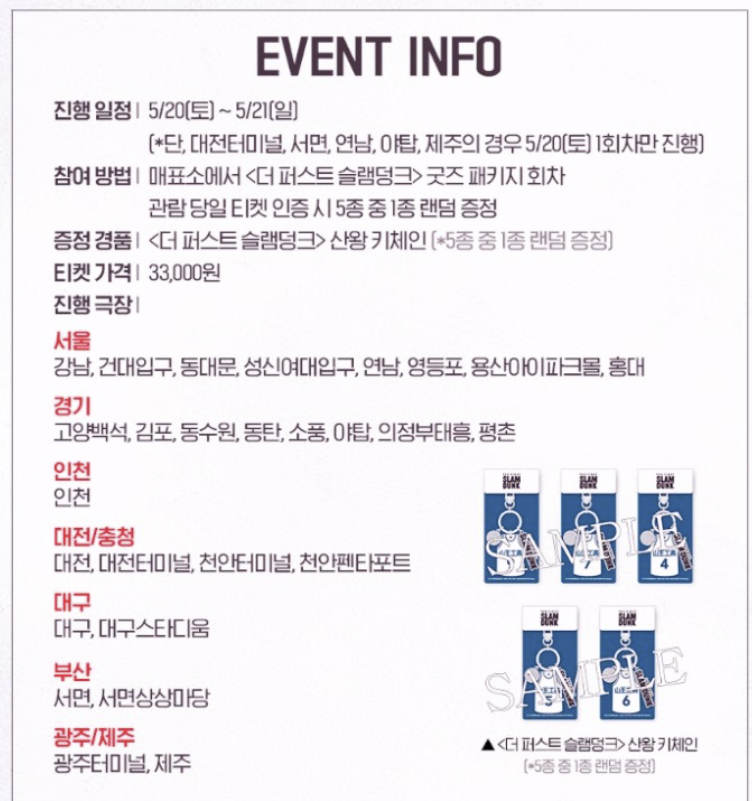 EVENT INFO
진행 일정 | 5/20(토) ~ 5/21(일)
(*단, 대전터미널, 서면, 연남, 야탑, 제주의 경우 5/20(토) 1회차만 진행)
참여 방법 | 매표소에서 <더 퍼스트 슬램덩크> 굿즈 패키지 회차
관람 당일 티켓 인증 시 5종 중 1종 랜덤 증정
증정 경품 | <더 퍼스트 슬램덩크> 산왕 키체인 (*5종 중 1종 랜덤 증정)
티켓 가격 | 33,000원
진행 극장 |
서울
강남, 건대입구, 동대문, 성신여대입구, 연남, 영등포, 용산아이파크몰, 홍대
경기
고양백석, 김포, 동수원, 동탄, 소풍, 야탑, 의정부태흥, 평촌
인천
인천
대전/충청
대전, 대전터미널, 천안터미널, 천안펜타포트
대구
대구, 대구스타디움
부산
서면, 서면상상마당
광주/제주
광주터미널, 제주
SLAM DUNK
SLAM DUNK
SLAM DUNK
SAMPLE
山王工高
7
山王工高
4
SLAM DUNK
SLAM DUNK
SAMPLE
5
6
▲ <더 퍼스트 슬램덩크> 산왕 키체인
(*5종 중 1종 랜덤 증정)